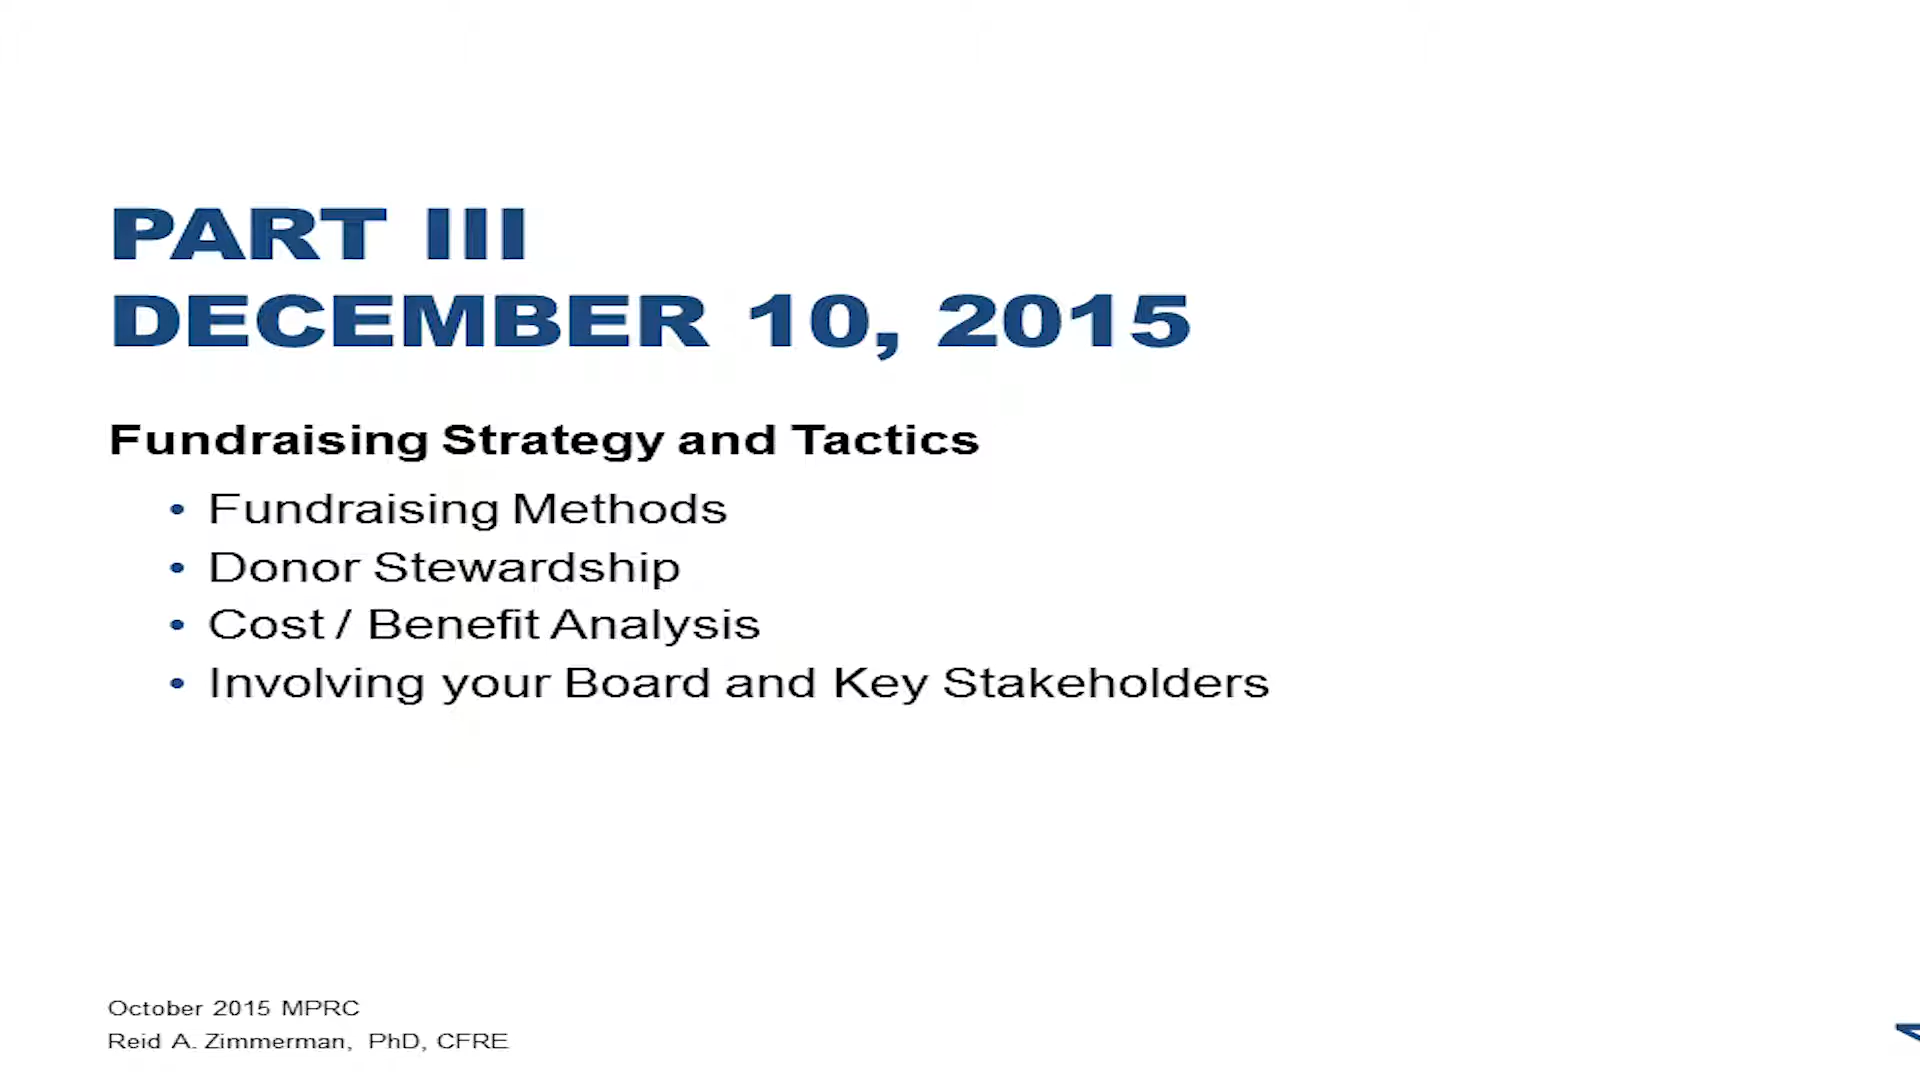 PART III
DECEMBER 10, 2015
Fundraising Strategy and Tactics
• Fundraising Methods
• Donor Stewardship
• Cost / Benefit Analysis
• Involving your Board and Key Stakeholders
October 2015 MPRC
Reid A. Zimmerman, PhD, CFRE